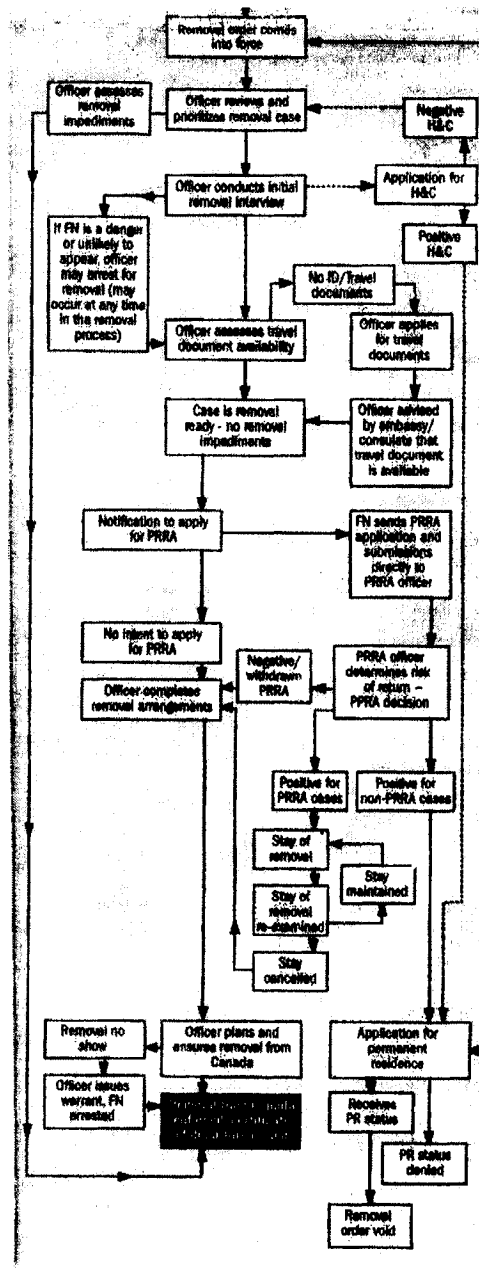 Removal order comes
into force
Officer assesses
removal
impediments
Officer reviews and
prioritizes removal case
Negative
H&C
Officer conducts initial
removal interview
Application for
H&C
Positive
H&C
If FN is a danger
or unlikely to
appear, officer
may arrest for
removal (may
occur at any time
in the removal
process)
No ID/Travel
documents
Officer assesses travel
document availability
Officer applies
for travel
documents
Case is removal
ready - no removal
impediments
Officer advised
by embassy/
consulate that
travel document
is available
Notification to apply
for PRRA
FN sends PRRA
application and
submissions
directly to
PRRA officer
No intent to apply
for PRRA
Negative/
withdrawn
PRRA
PRRA officer
determines risk
of return –
PPRA decision
Officer completes
removal arrangements
Positive for
PRRA cases
Positive for
non-PRRA cases
Stay of
removal
Stay
maintained
Stay of
removal
re-examined
Stay
cancelled
Removal no
show
Officer plans and
ensures removal from
Canada
Application for
permanent
residence
Officer issues
warrant, FN
arrested
Receives
PR status
PR status
denied
Removal
order void